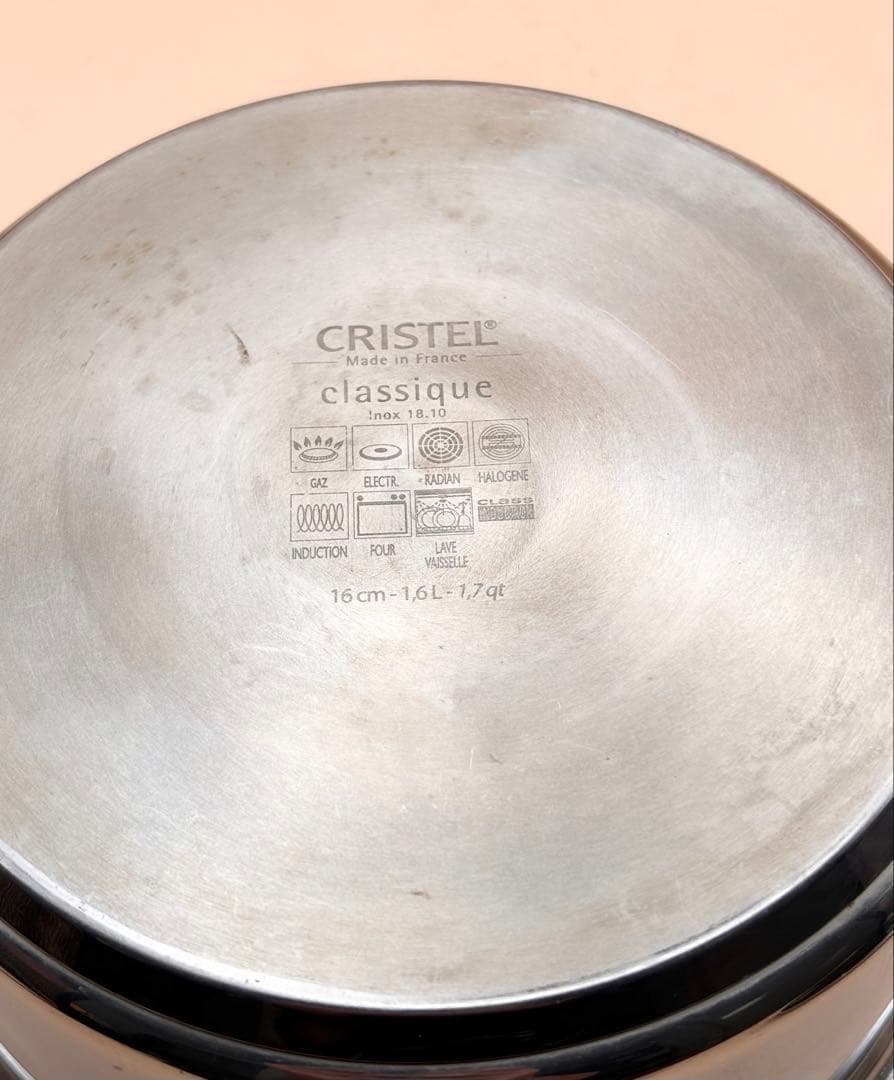 CRISTEL®
Made in France
classique
Inox 18.10
GAZ ELECTR. RADIAN HALOGENE
CLASS
INDUCTION FOUR LAVE
VAISSELLE
16 cm - 1,6 L - 1,7 qt